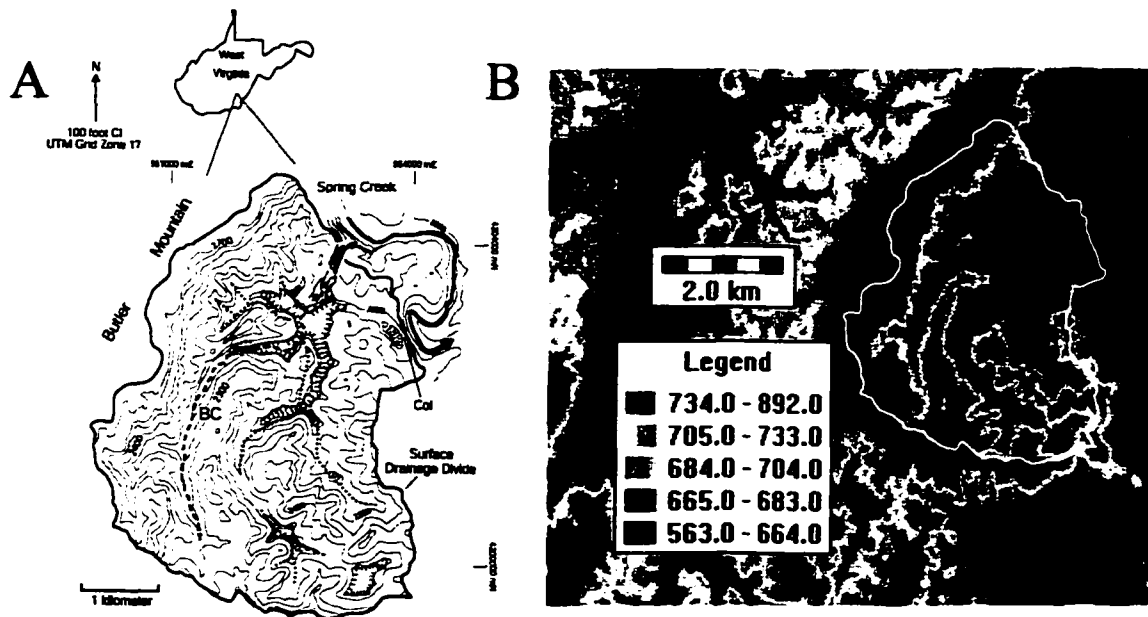 A
B
West
Virginia
N
100 foot CI
UTM Grid Zone 17
Spring Creek
Mountain
Butler
BC
Col
Surface
Drainage Divide
1 kilometer
2.0 km
Legend
734.0 - 892.0
705.0 - 733.0
684.0 - 704.0
665.0 - 683.0
563.0 - 664.0